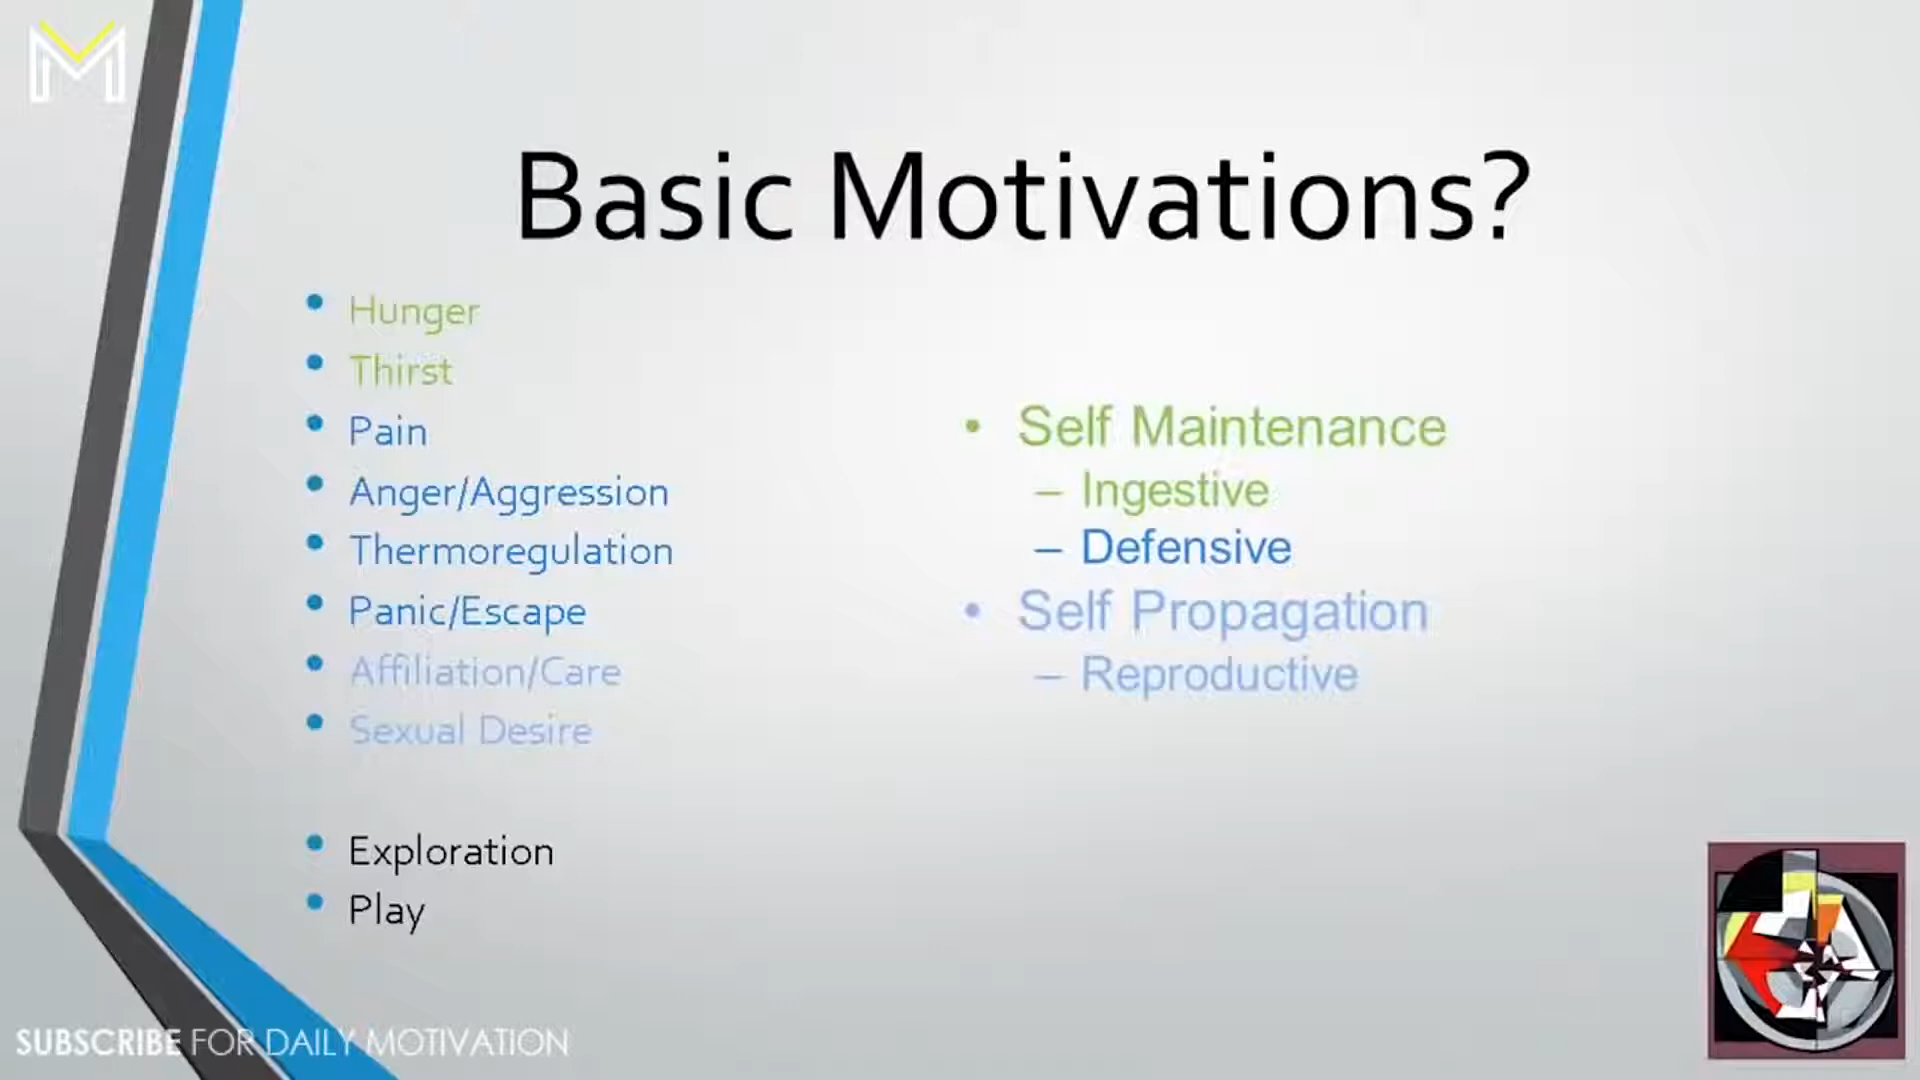 M
Basic Motivations?
• Hunger
• Thirst
• Pain
• Anger/Aggression
• Thermoregulation
• Panic/Escape
• Affiliation/Care
• Sexual Desire
• Exploration
• Play
• Self Maintenance
– Ingestive
– Defensive
• Self Propagation
– Reproductive
SUBSCRIBE FOR DAILY MOTIVATION